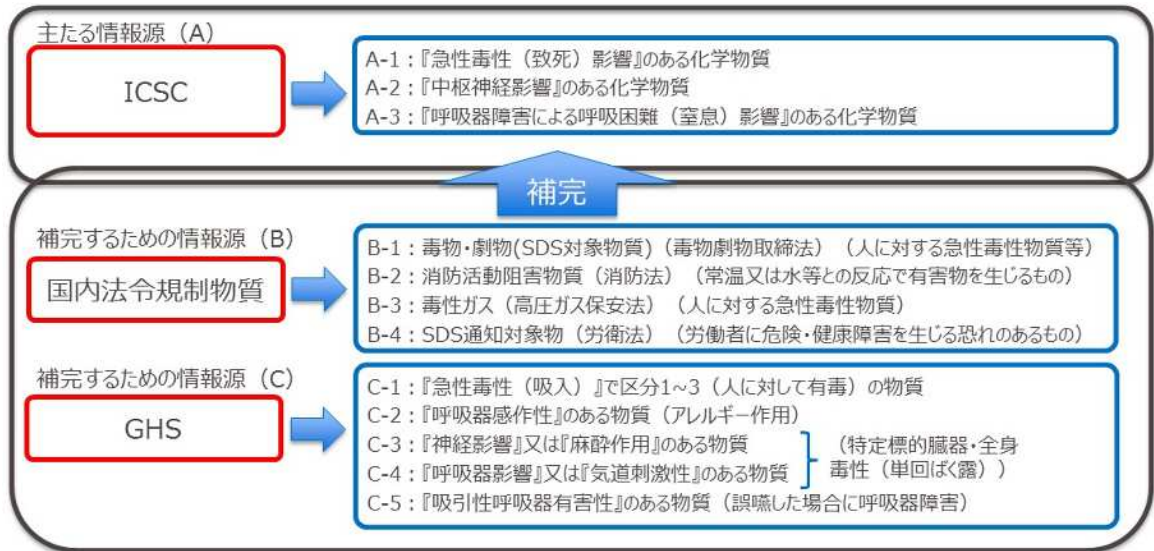 主たる情報源（A）
ICSC
A-1：『急性毒性（致死）影響』のある化学物質
A-2：『中枢神経影響』のある化学物質
A-3：『呼吸器障害による呼吸困難（窒息）影響』のある化学物質
補完
補完するための情報源（B）
国内法令規制物質
B-1：毒物・劇物(SDS対象物質)（毒物劇物取締法）（人に対する急性毒性物質等）
B-2：消防活動阻害物質（消防法）（常温又は水等との反応で有害物を生じるもの）
B-3：毒性ガス（高圧ガス保安法）（人に対する急性毒性物質）
B-4：SDS通知対象物（労衛法）（労働者に危険・健康障害を生じる恐れのあるもの）
補完するための情報源（C）
GHS
C-1：『急性毒性（吸入）』で区分1~3（人に対して有毒）の物質
C-2：『呼吸器感作性』のある物質（アレルギー作用）
C-3：『神経影響』又は『麻酔作用』のある物質
C-4：『呼吸器影響』又は『気道刺激性』のある物質
（特定標的臓器・全身
毒性（単回ばく露））
C-5：『吸引性呼吸器有害性』のある物質（誤嚥した場合に呼吸器障害）